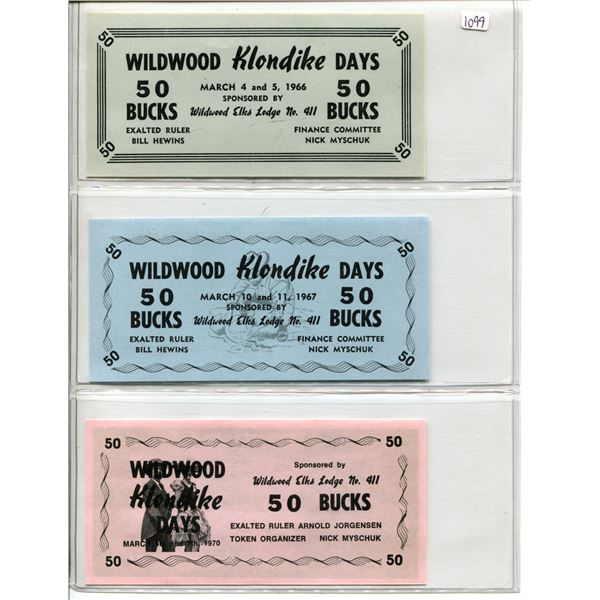 1099
50 50
WILDWOOD Klondike DAYS
MARCH 4 and 5, 1966
50 BUCKS
SPONSORED BY
Wildwood Elks Lodge No. 411
50 BUCKS
EXALTED RULER
BILL HEWINS
FINANCE COMMITTEE
NICK MYSCHUK
50 50
50 50
WILDWOOD Klondike DAYS
MARCH 10 and 11, 1967
50 BUCKS
SPONSORED BY
Wildwood Elks Lodge No. 411
50 BUCKS
EXALTED RULER
BILL HEWINS
FINANCE COMMITTEE
NICK MYSCHUK
50 50
50 50
WILDWOOD
Klondike
DAYS
MARCH 7th, 1970
Sponsored by
Wildwood Elks Lodge No. 411
50 BUCKS
EXALTED RULER ARNOLD JORGENSEN
TOKEN ORGANIZER NICK MYSCHUK
50 50